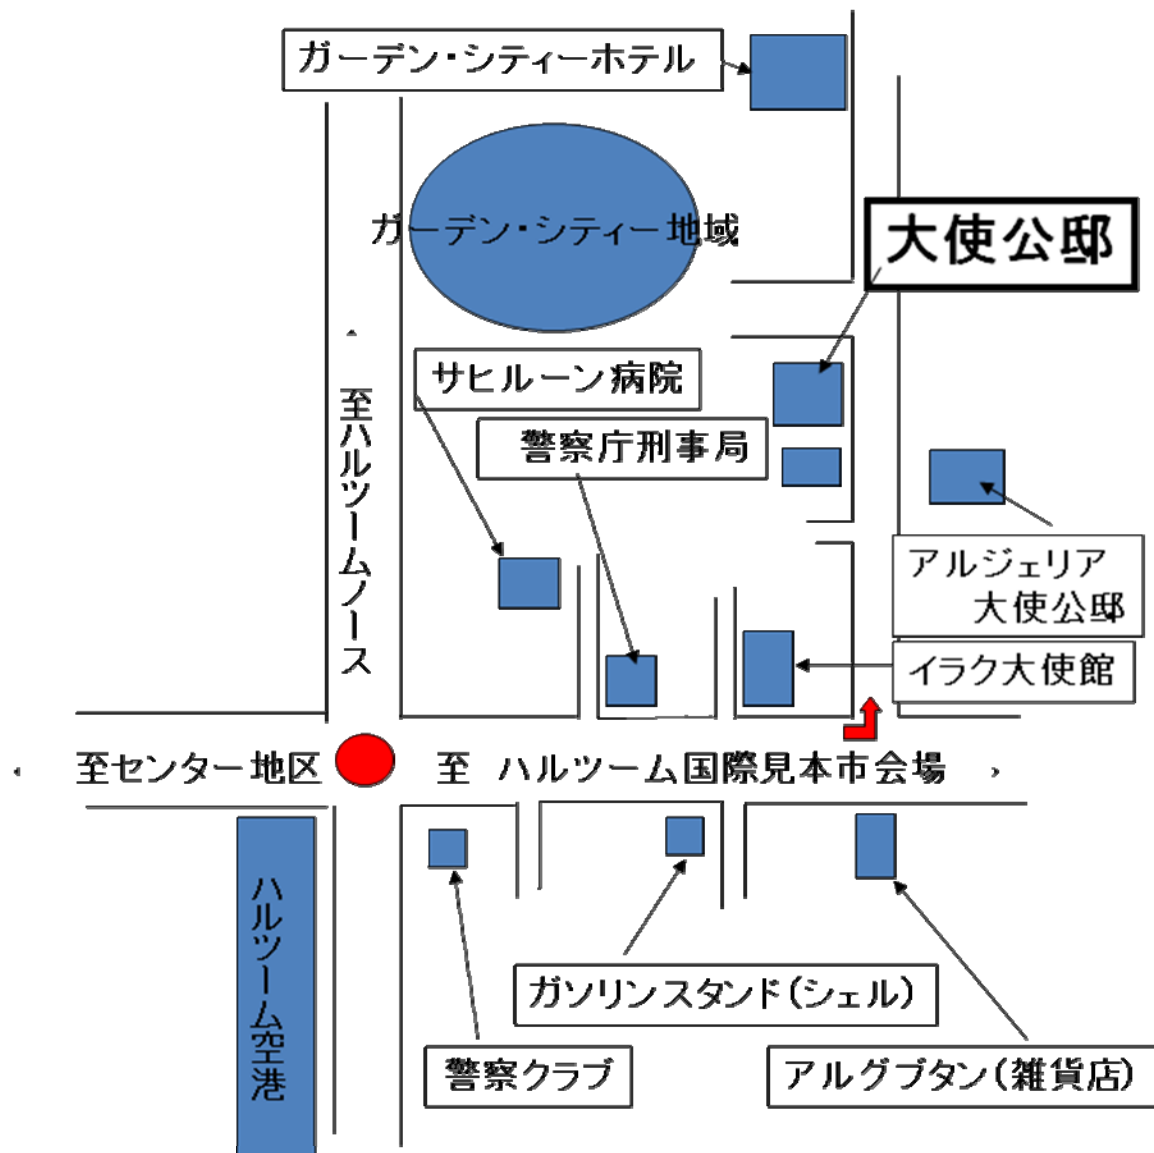 ガーデン・シティーホテル
ガーデン・シティー地域
大使公邸
サヒルーン病院
警察庁刑事局
至ハルツームノース
アルジェリア
大使公邸
イラク大使館
至センター地区
至 ハルツーム国際見本市会場
ハルツーム空港
ガソリンスタンド(シェル)
警察クラブ
アルグブタン(雑貨店)